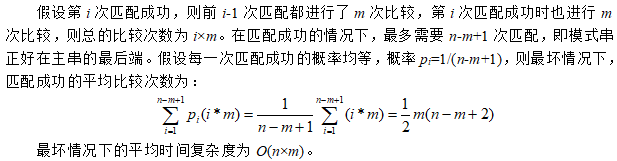 假设第 i 次匹配成功，则前 i-1 次匹配都进行了 m 次比较，第 i 次匹配成功时也进行 m
次比较，则总的比较次数为 i×m。在匹配成功的情况下，最多需要 n-m+1 次匹配，即模式串
正好在主串的最后端。假设每一次匹配成功的概率均等，概率 pᵢ=1/(n-m+1)，则最坏情况下，
匹配成功的平均比较次数为：
\sum_{i=1}^{n-m+1} p_i(i*m) = \frac{1}{n-m+1} \sum_{i=1}^{n-m+1} (i*m) = \frac{1}{2} m(n-m+2)
最坏情况下的平均时间复杂度为 O(n×m)。